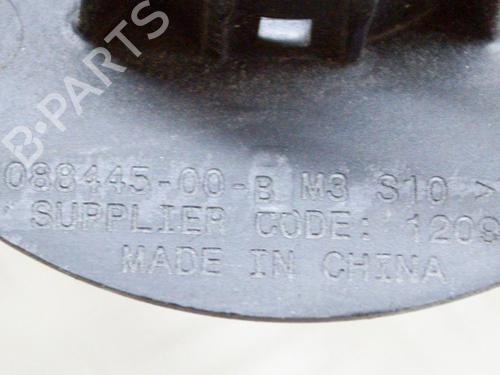 B-PARTS
088445-00-B M3 S10 >
SUPPLIER CODE: 1209
MADE IN CHINA